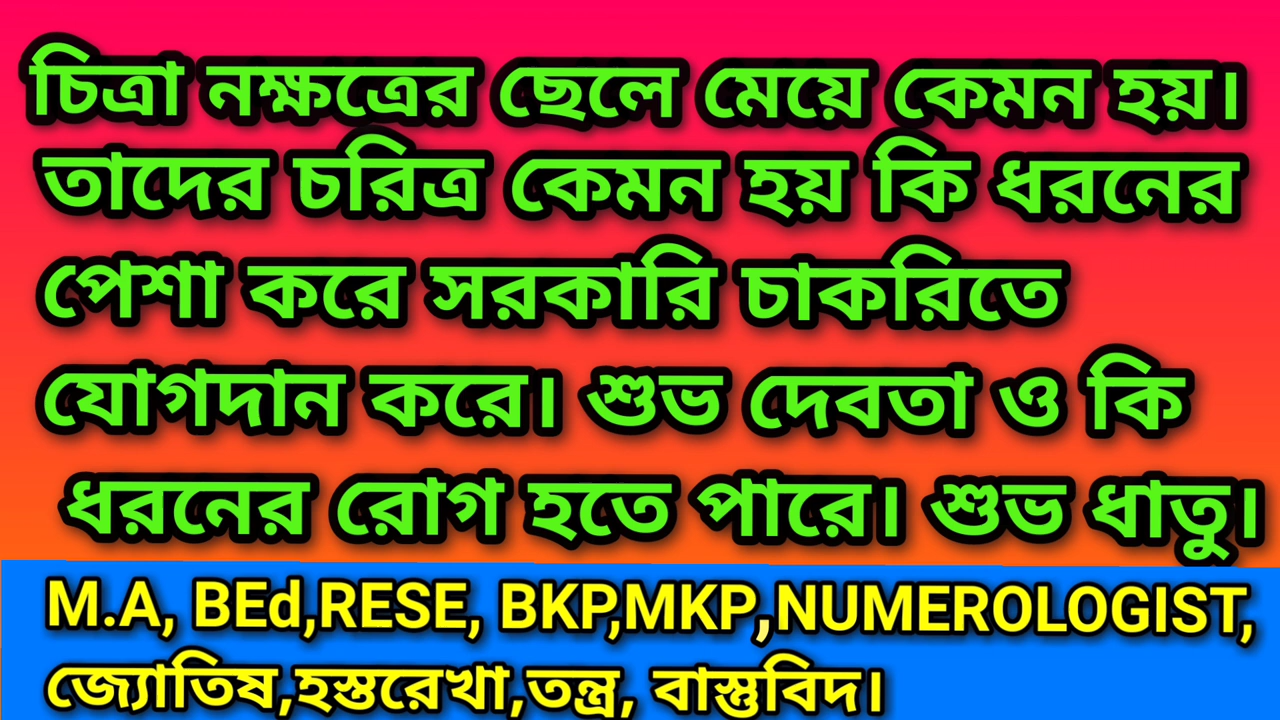 চিত্রা নক্ষত্রের ছেলে মেয়ে কেমন হয়।
তাদের চরিত্র কেমন হয় কি ধরনের
পেশা করে সরকারি চাকরিতে
যোগদান করে। শুভ দেবতা ও কি
ধরনের রোগ হতে পারে। শুভ ধাতু।
M.A, BEd,RESE, BKP,MKP,NUMEROLOGIST,
জ্যোতিষ,হস্তরেখা,তন্ত্র, বাস্তুবিদ।